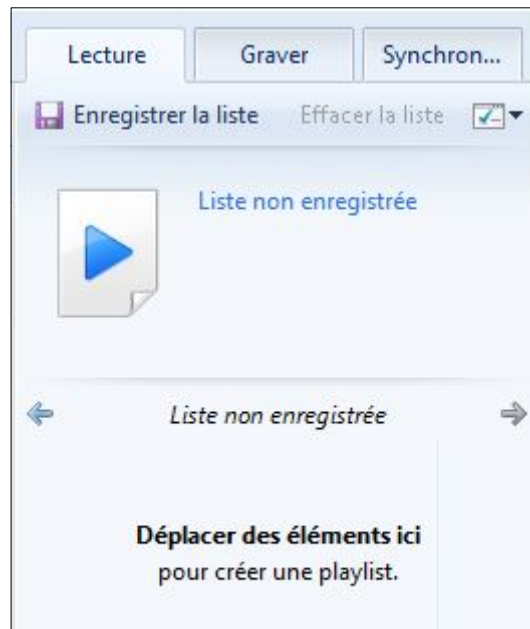 Lecture Graver Synchron...
Enregistrer la liste Effacer la liste
Liste non enregistrée
Liste non enregistrée
Déplacer des éléments ici
pour créer une playlist.